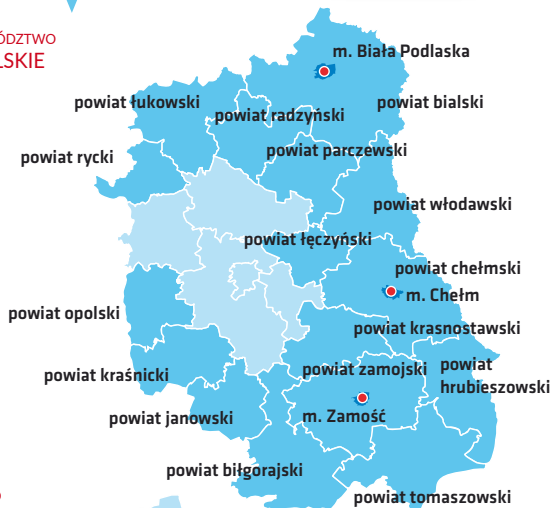 LSKIE
m. Biała Podlaska
powiat łukowski
powiat bialski
powiat radzyński
powiat rycki
powiat parczewski
powiat włodawski
powiat łęczyński
powiat chełmski
m. Chełm
powiat opolski
powiat krasnostawski
powiat zamojski
powiat
hrubieszowski
powiat kraśnicki
m. Zamość
powiat janowski
powiat biłgorajski
powiat tomaszowski